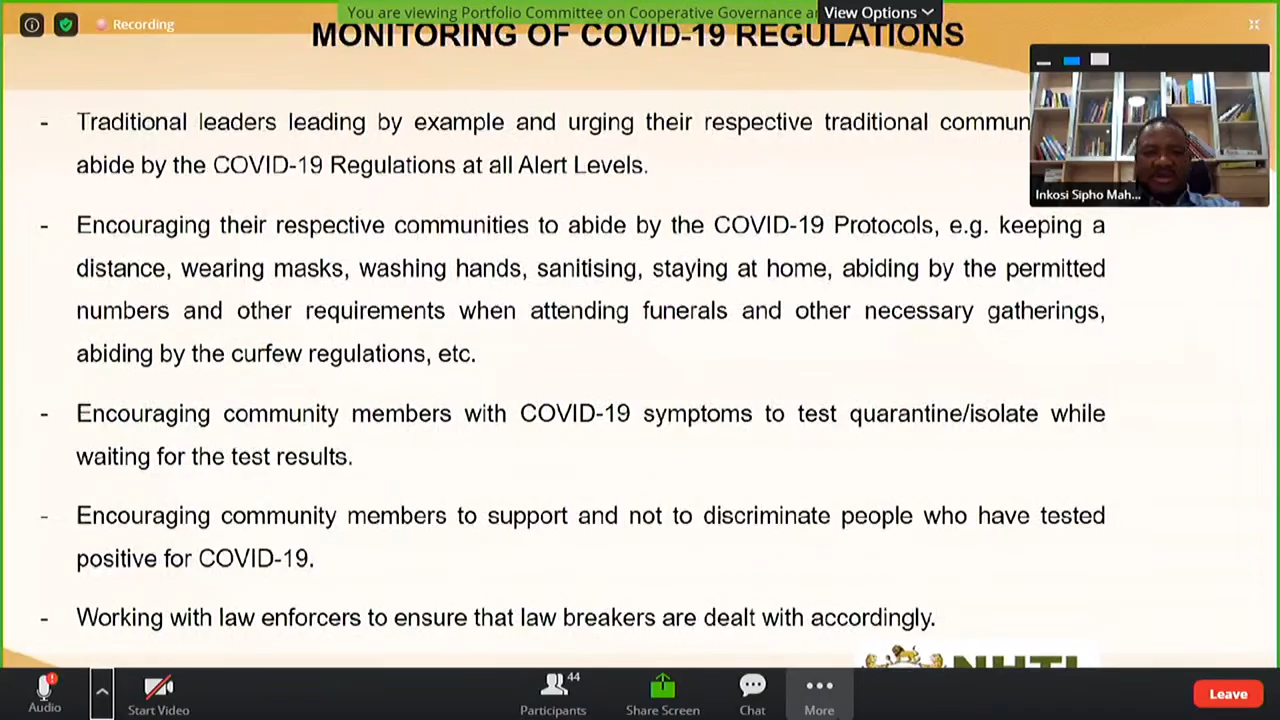 You are viewing Portfolio Committee on Cooperative Governance an
View Options
Recording
MONITORING OF COVID-19 REGULATIONS
- Traditional leaders leading by example and urging their respective traditional commun
abide by the COVID-19 Regulations at all Alert Levels.
Inkosi Sipho Mah...
- Encouraging their respective communities to abide by the COVID-19 Protocols, e.g. keeping a
distance, wearing masks, washing hands, sanitising, staying at home, abiding by the permitted
numbers and other requirements when attending funerals and other necessary gatherings,
abiding by the curfew regulations, etc.
- Encouraging community members with COVID-19 symptoms to test quarantine/isolate while
waiting for the test results.
- Encouraging community members to support and not to discriminate people who have tested
positive for COVID-19.
- Working with law enforcers to ensure that law breakers are dealt with accordingly.
NHTL
Audio
Start Video
44
Participants
Share Screen
Chat
More
Leave